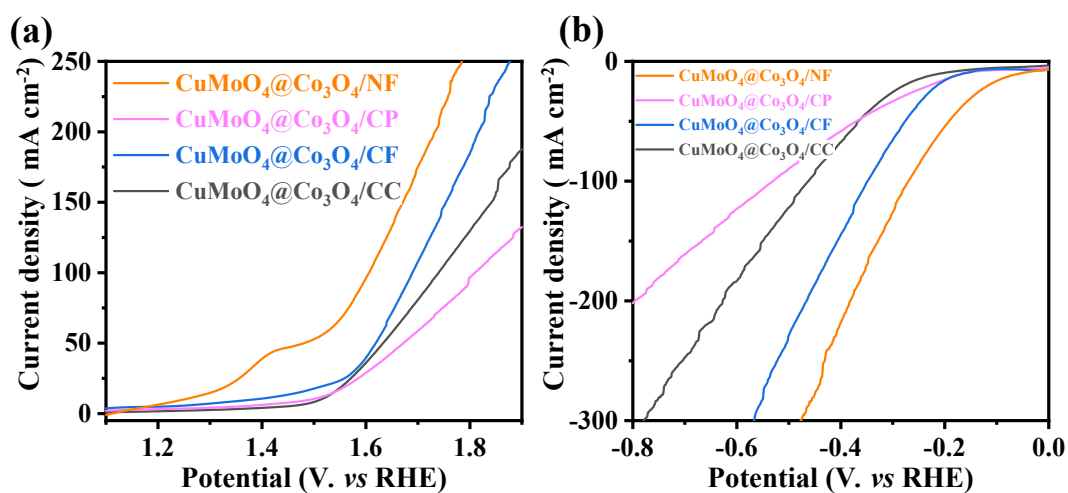 (a)
Current density ( mA cm⁻²)
250
200
150
100
50
0
CuMoO₄@Co₃O₄/NF
CuMoO₄@Co₃O₄/CP
CuMoO₄@Co₃O₄/CF
CuMoO₄@Co₃O₄/CC
1.2 1.4 1.6 1.8
Potential (V. vs RHE)
(b)
Current density ( mA cm⁻²)
0
-100
-200
-300
CuMoO₄@Co₃O₄/NF
CuMoO₄@Co₃O₄/CP
CuMoO₄@Co₃O₄/CF
CuMoO₄@Co₃O₄/CC
-0.8 -0.6 -0.4 -0.2 0.0
Potential (V. vs RHE)